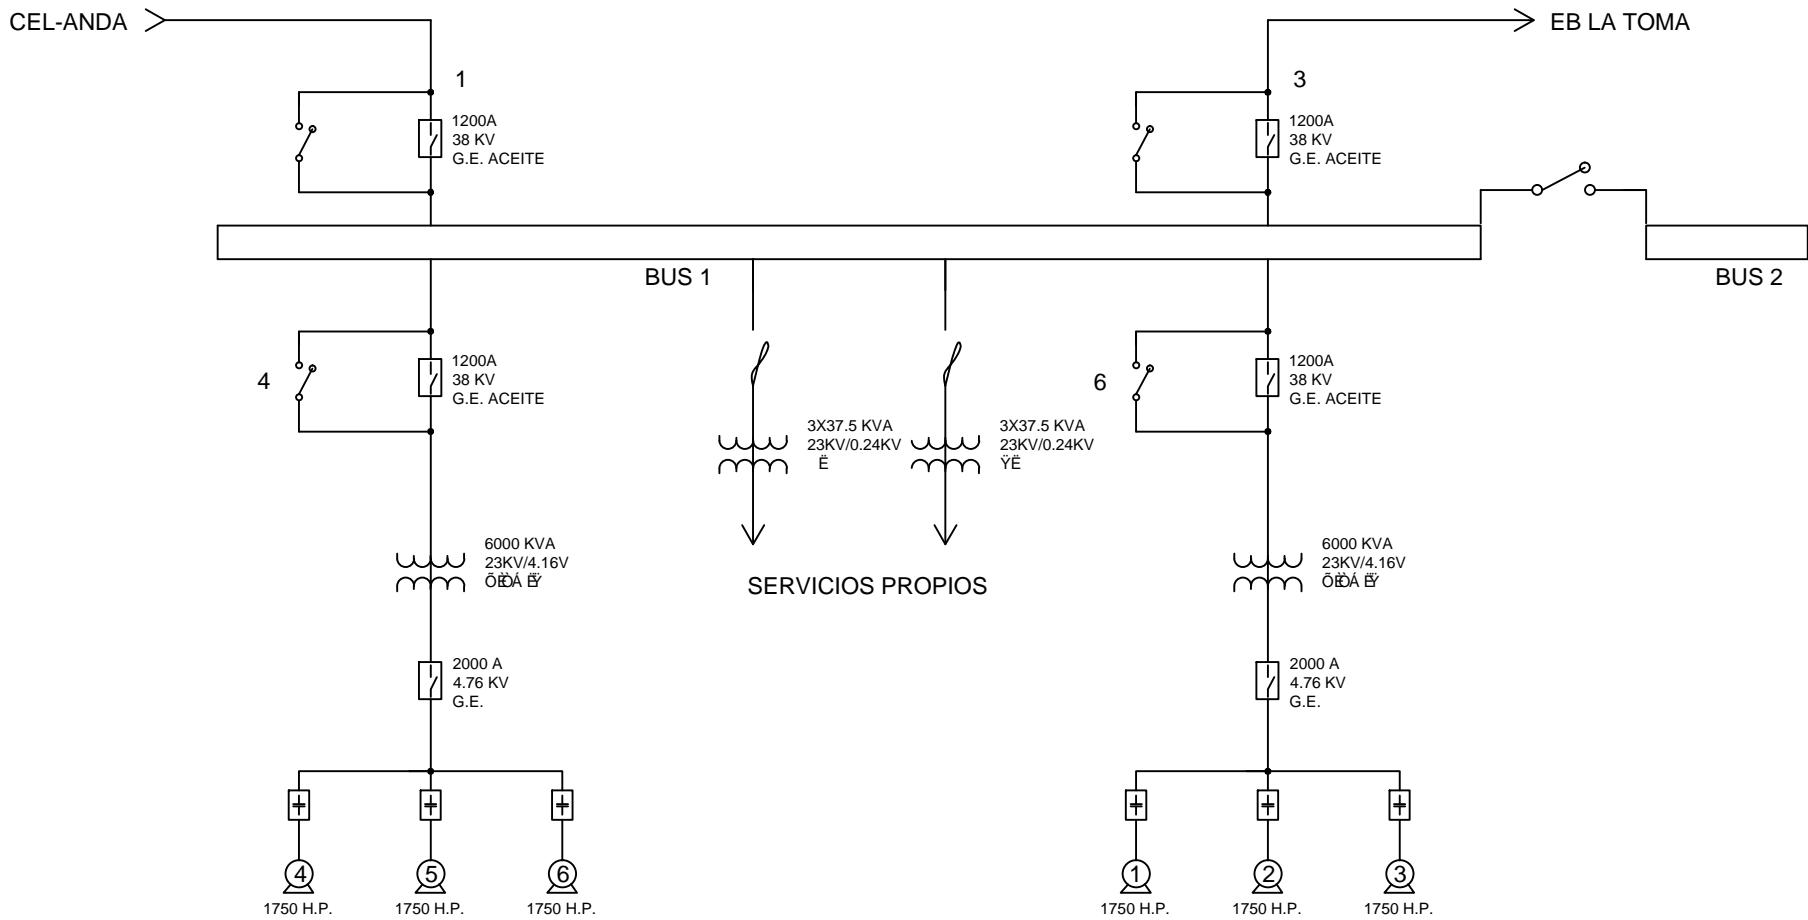 CEL-ANDA
EB LA TOMA
1
1200A
38 KV
G.E. ACEITE
3
1200A
38 KV
G.E. ACEITE
BUS 1
BUS 2
4
1200A
38 KV
G.E. ACEITE
6
1200A
38 KV
G.E. ACEITE
3X37.5 KVA
23KV/0.24KV
Ë
3X37.5 KVA
23KV/0.24KV
ŸË
6000 KVA
23KV/4.16V
SERVICIOS PROPIOS
6000 KVA
23KV/4.16V
2000 A
4.76 KV
G.E.
2000 A
4.76 KV
G.E.
4
5
6
1
2
3
1750 H.P.
1750 H.P.
1750 H.P.
1750 H.P.
1750 H.P.
1750 H.P.